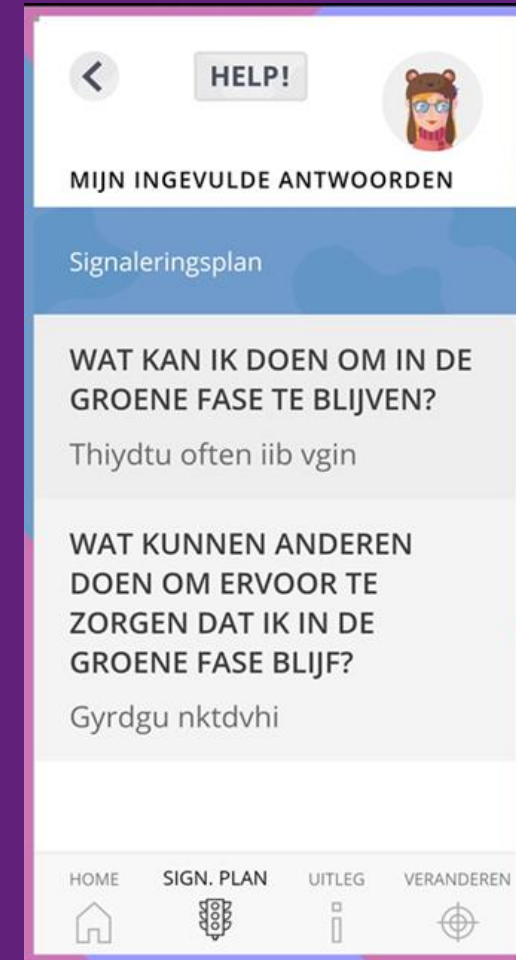 HELP!
MIJN INGEVULDE ANTWOORDEN
Signaleringsplan
WAT KAN IK DOEN OM IN DE
GROENE FASE TE BLIJVEN?
Thiydtu often iib vgin
WAT KUNNEN ANDEREN
DOEN OM ERVOOR TE
ZORGEN DAT IK IN DE
GROENE FASE BLIJF?
Gyrdgu nktdvhi
HOME SIGN. PLAN UITLEG VERANDEREN